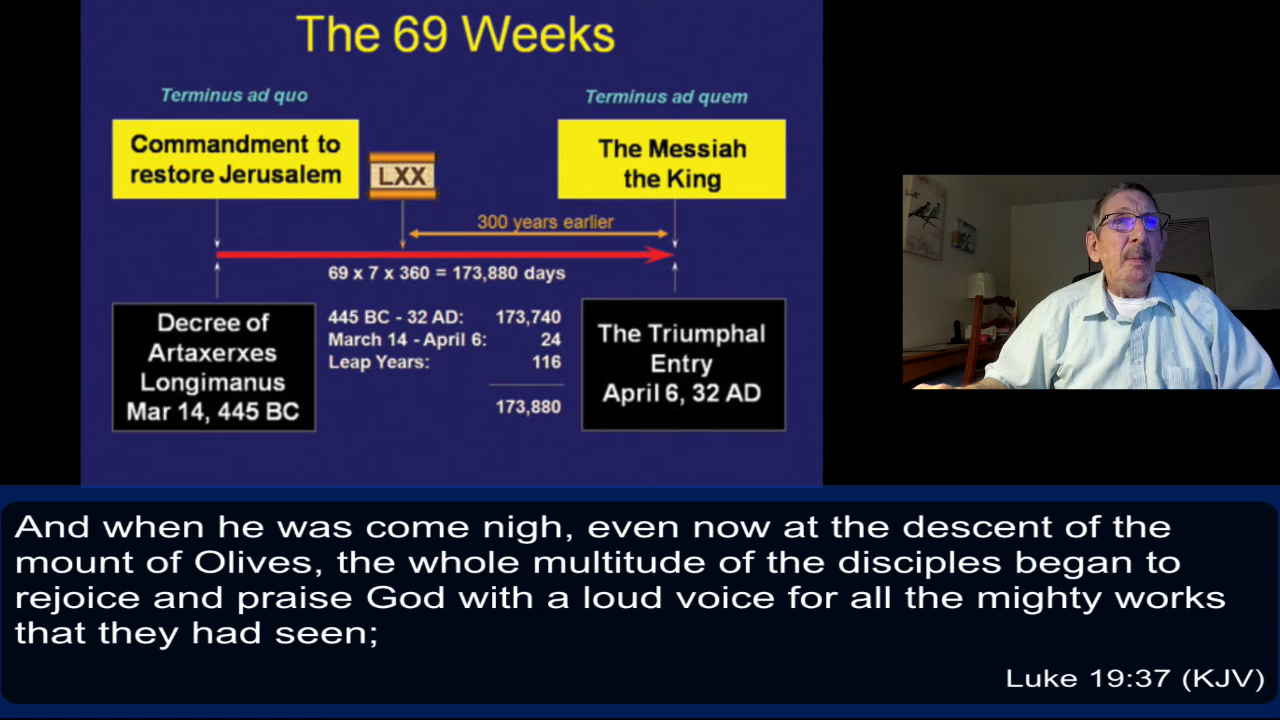 The 69 Weeks
Terminus ad quo
Terminus ad quem
Commandment to
restore Jerusalem
LXX
The Messiah
the King
300 years earlier
69 x 7 x 360 = 173,880 days
Decree of
Artaxerxes
Longimanus
Mar 14, 445 BC
445 BC - 32 AD: 173,740
March 14 - April 6: 24
Leap Years: 116
173,880
The Triumphal
Entry
April 6, 32 AD
And when he was come nigh, even now at the descent of the
mount of Olives, the whole multitude of the disciples began to
rejoice and praise God with a loud voice for all the mighty works
that they had seen;
Luke 19:37 (KJV)